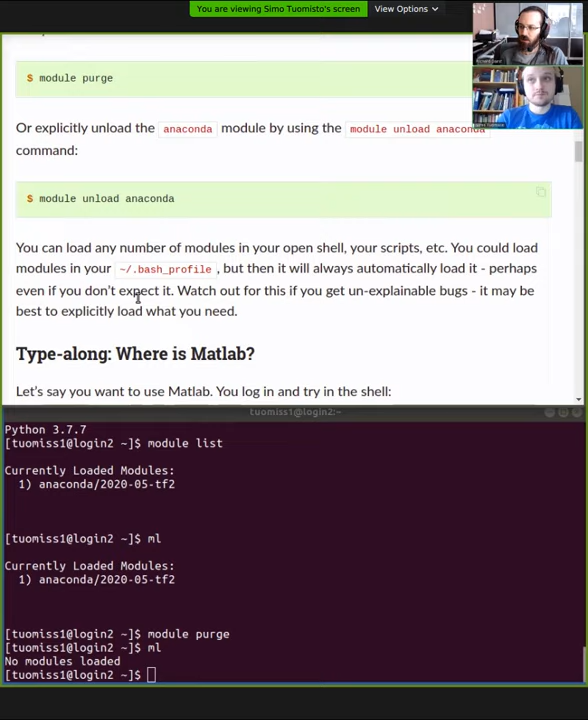 You are viewing Simo Tuomisto's screen
View Options
$ module purge
Or explicitly unload the anaconda module by using the module unload anaconda
command:
$ module unload anaconda
You can load any number of modules in your open shell, your scripts, etc. You could load
modules in your ~/.bash_profile, but then it will always automatically load it - perhaps
even if you don't expect it. Watch out for this if you get un-explainable bugs - it may be
best to explicitly load what you need.
Type-along: Where is Matlab?
Let's say you want to use Matlab. You log in and try in the shell:
tuomiss1@login2:~
Python 3.7.7
[tuomiss1@login2 ~]$ module list
Currently Loaded Modules:
1) anaconda/2020-05-tf2
[tuomiss1@login2 ~]$ ml
Currently Loaded Modules:
1) anaconda/2020-05-tf2
[tuomiss1@login2 ~]$ module purge
[tuomiss1@login2 ~]$ ml
No modules loaded
[tuomiss1@login2 ~]$